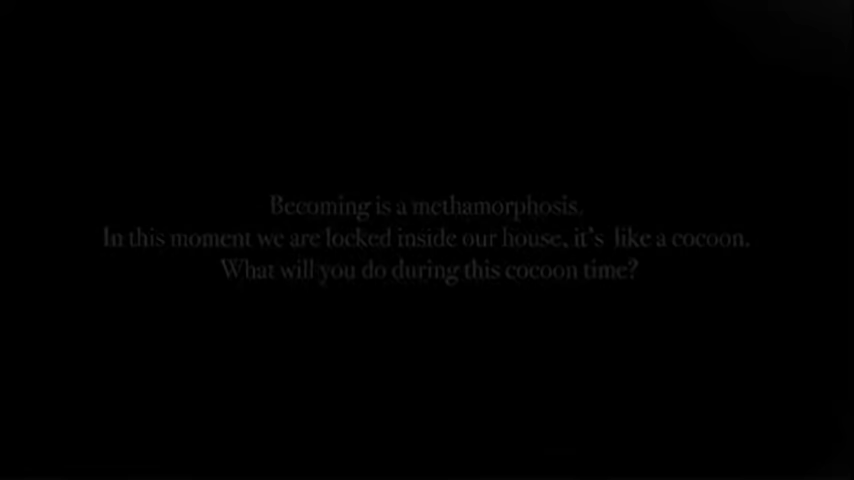 Becoming is a methamorphosis.
In this moment we are locked inside our house, it's like a cocoon.
What will you do during this cocoon time?